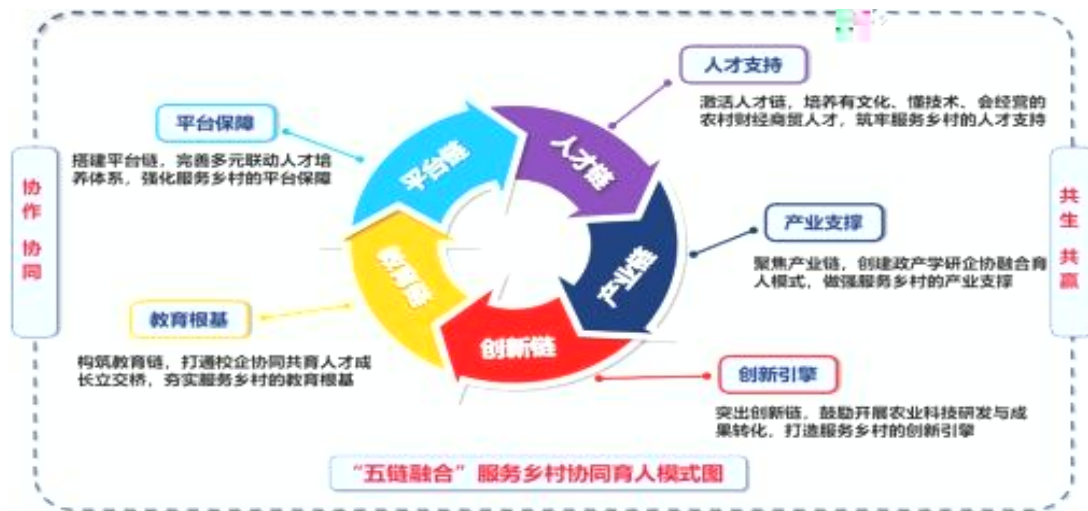 人才支持
激活人才链，培养有文化、懂技术、会经营的
农村财经商贸人才，筑牢服务乡村的人才支持
平台保障
搭建平台链，完善多元联动人才培
养体系，强化服务乡村的平台保障
平台链
人才链
协作 协同
共生 共赢
产业支撑
聚焦产业链，创建政产学研企协融合育
人模式，做强服务乡村的产业支撑
产业链
教育链
创新链
教育根基
构筑教育链，打通校企协同共育人才成
长立交桥，夯实服务乡村的教育根基
创新引擎
突出创新链，鼓励开展农业科技研发与成
果转化，打造服务乡村的创新引擎
“五链融合”服务乡村协同育人模式图